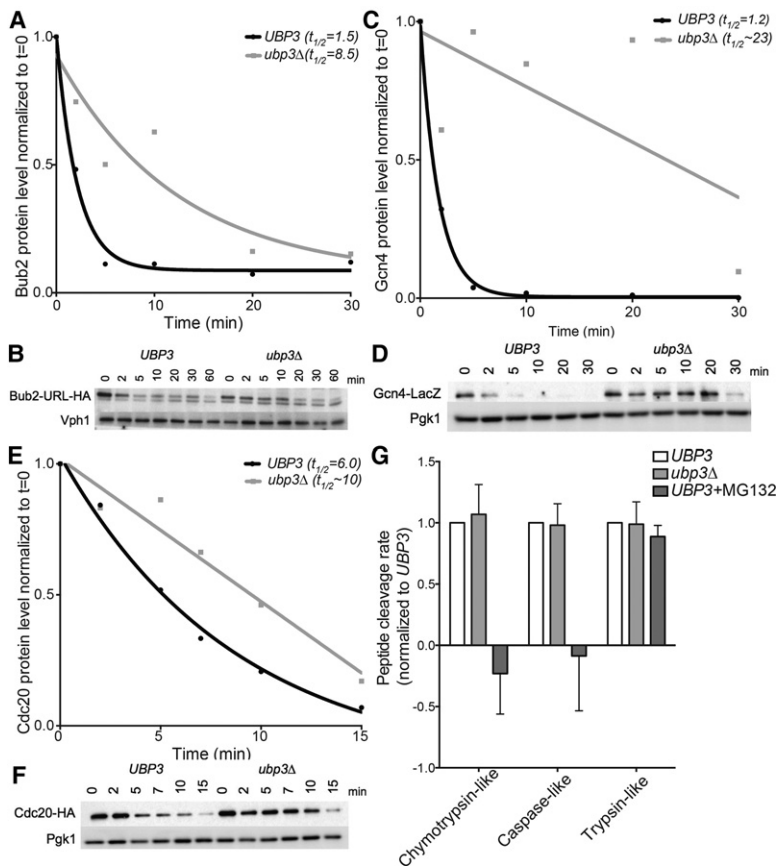 A
UBP3 (t1/2=1.5)
ubp3Δ(t1/2=8.5)
Bub2 protein level normalized to t=0
1.0
0.5
0.0
0 10 20 30
Time (min)
C
UBP3 (t1/2=1.2)
ubp3Δ (t1/2~23)
Gcn4 protein level normalized to t=0
1.0
0.5
0.0
0 10 20 30
Time (min)
B
UBP3 ubp3Δ
0 2 5 10 20 30 60 0 2 5 10 20 30 60 min
Bub2-URL-HA
Vph1
D
UBP3 ubp3Δ
0 2 5 10 20 30 0 2 5 10 20 30 min
Gcn4-LacZ
Pgk1
E
UBP3 (t1/2=6.0)
ubp3Δ (t1/2~10)
Cdc20 protein level normalized to t=0
1.0
0.5
0.0
0 5 10 15
Time (min)
F
UBP3 ubp3Δ
0 2 5 7 10 15 0 2 5 7 10 15 min
Cdc20-HA
Pgk1
G
UBP3
ubp3Δ
UBP3+MG132
Peptide cleavage rate
(normalized to UBP3)
1.5
1.0
0.5
0.0
-0.5
-1.0
Chymotrypsin-like
Caspase-like
Trypsin-like